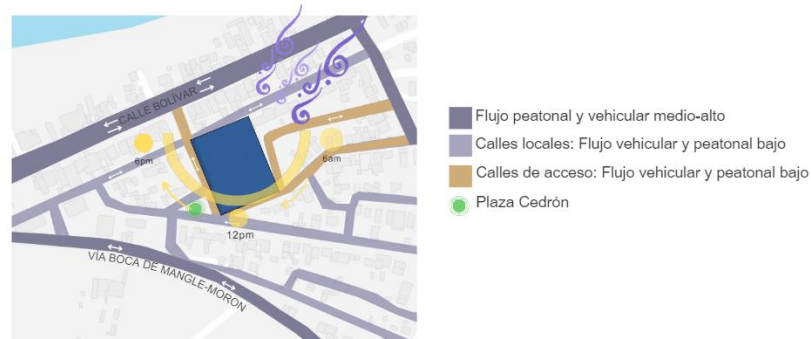 CALLE BOLÍVAR
6pm
6am
12pm
VÍA BOCA DE MANGLE-MORON
Flujo peatonal y vehicular medio-alto
Calles locales: Flujo vehicular y peatonal bajo
Calles de acceso: Flujo vehicular y peatonal bajo
Plaza Cedrón